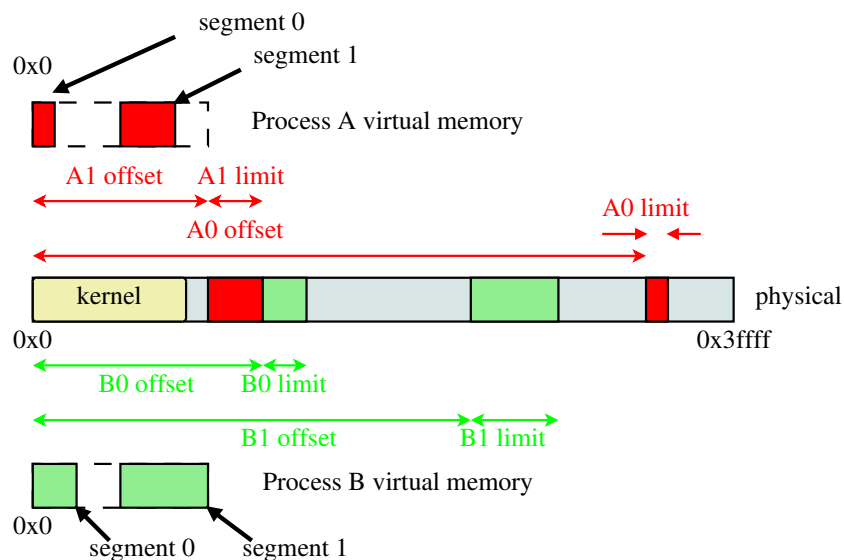 segment 0
0x0
segment 1
Process A virtual memory
A1 offset
A1 limit
A0 offset
A0 limit
kernel
physical
0x0
0x3ffff
B0 offset
B0 limit
B1 offset
B1 limit
Process B virtual memory
0x0
segment 0
segment 1